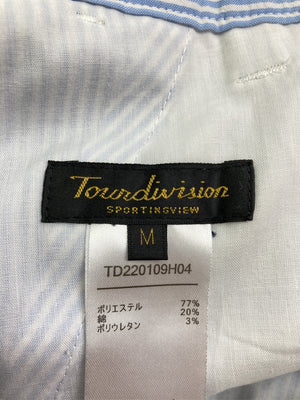 Tourdivision
SPORTINGVIEW
M
TD220109H04
ポリエステル 77%
綿 20%
ポリウレタン 3%